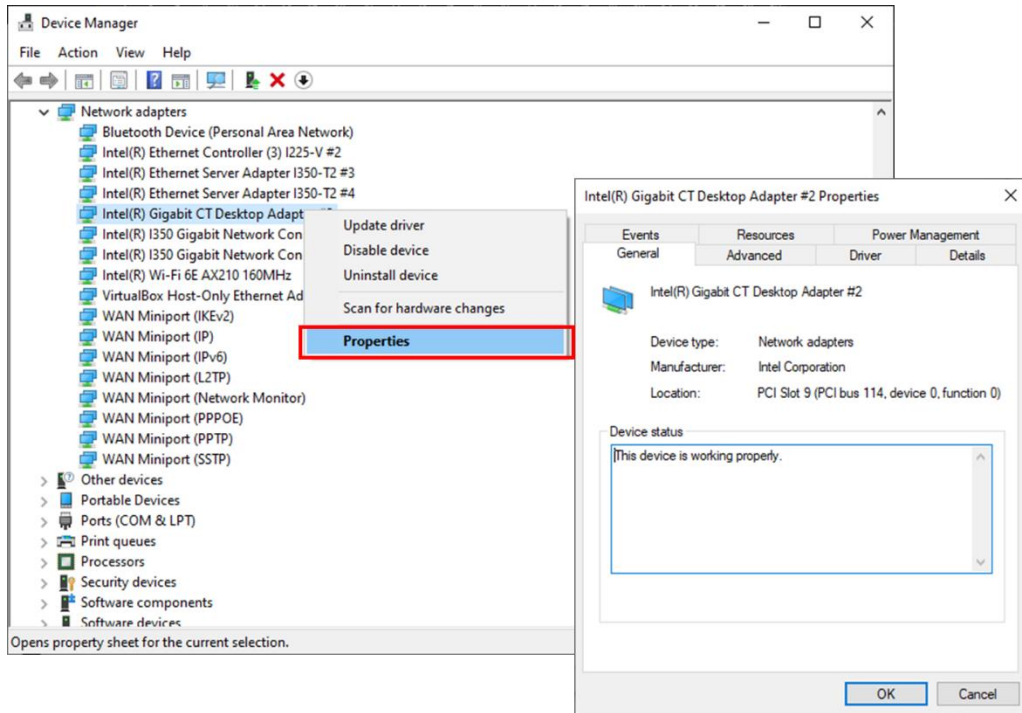 Device Manager
File Action View Help
Network adapters
Bluetooth Device (Personal Area Network)
Intel(R) Ethernet Controller (3) I225-V #2
Intel(R) Ethernet Server Adapter I350-T2 #3
Intel(R) Ethernet Server Adapter I350-T2 #4
Intel(R) Gigabit CT Desktop Adapt
Intel(R) I350 Gigabit Network Con
Intel(R) I350 Gigabit Network Con
Intel(R) Wi-Fi 6E AX210 160MHz
VirtualBox Host-Only Ethernet Ad
WAN Miniport (IKEv2)
WAN Miniport (IP)
WAN Miniport (IPv6)
WAN Miniport (L2TP)
WAN Miniport (Network Monitor)
WAN Miniport (PPPOE)
WAN Miniport (PPTP)
WAN Miniport (SSTP)
Other devices
Portable Devices
Ports (COM & LPT)
Print queues
Processors
Security devices
Software components
Software devices
Opens property sheet for the current selection.
Update driver
Disable device
Uninstall device
Scan for hardware changes
Properties
Intel(R) Gigabit CT Desktop Adapter #2 Properties
Events Resources Power Management
General Advanced Driver Details
Intel(R) Gigabit CT Desktop Adapter #2
Device type: Network adapters
Manufacturer: Intel Corporation
Location: PCI Slot 9 (PCI bus 114, device 0, function 0)
Device status
This device is working properly.
OK Cancel